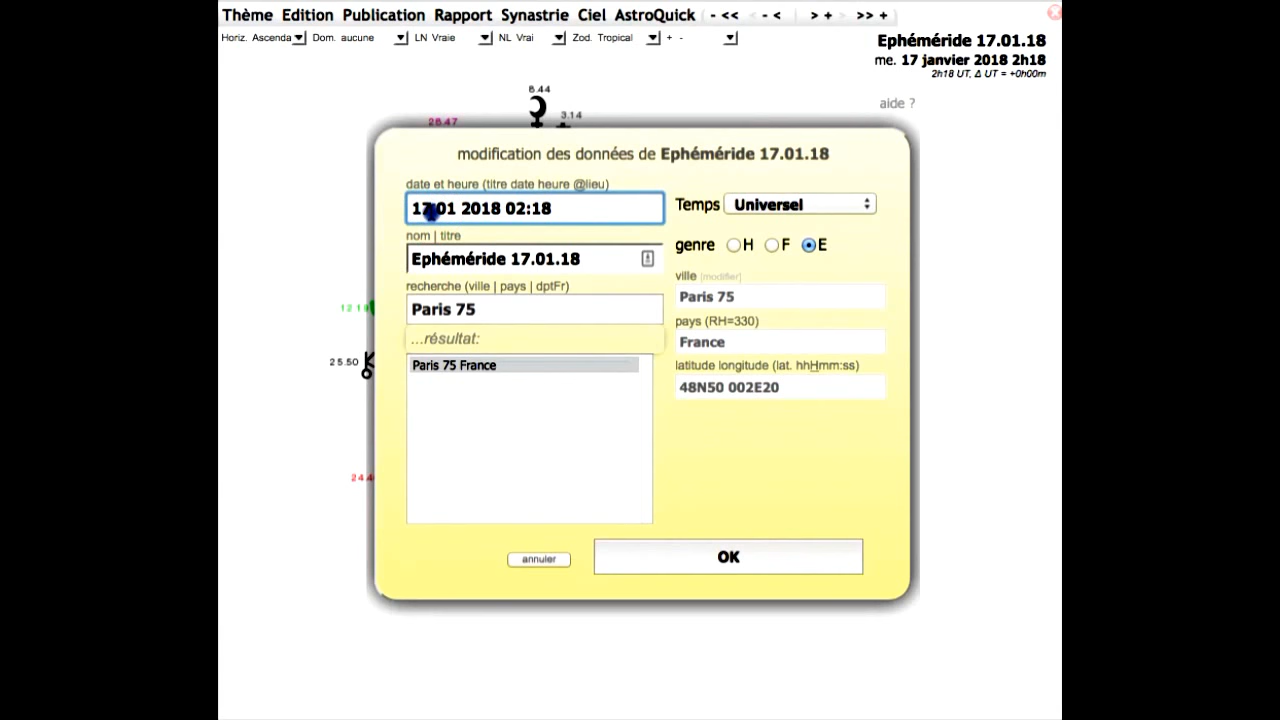 Thème Edition Publication Rapport Synastrie Ciel AstroQuick - << - < > + >> +
Horiz. Ascenda Dom. aucune LN Vraie NL Vrai Zod. Tropical + -
Ephéméride 17.01.18
me. 17 janvier 2018 2h18
2h18 UT, Δ UT = +0h00m
aide ?
6.44
3.14
26.47
modification des données de Ephéméride 17.01.18
date et heure (titre date heure @lieu)
17 01 2018 02:18
Temps Universel
nom | titre
genre H F E
Ephéméride 17.01.18
ville [modifier]
recherche (ville | pays | dptFr)
Paris 75
Paris 75
pays (RH=330)
...résultat:
France
latitude longitude (lat. hhHmm:ss)
Paris 75 France
48N50 002E20
25.50
annuler
OK